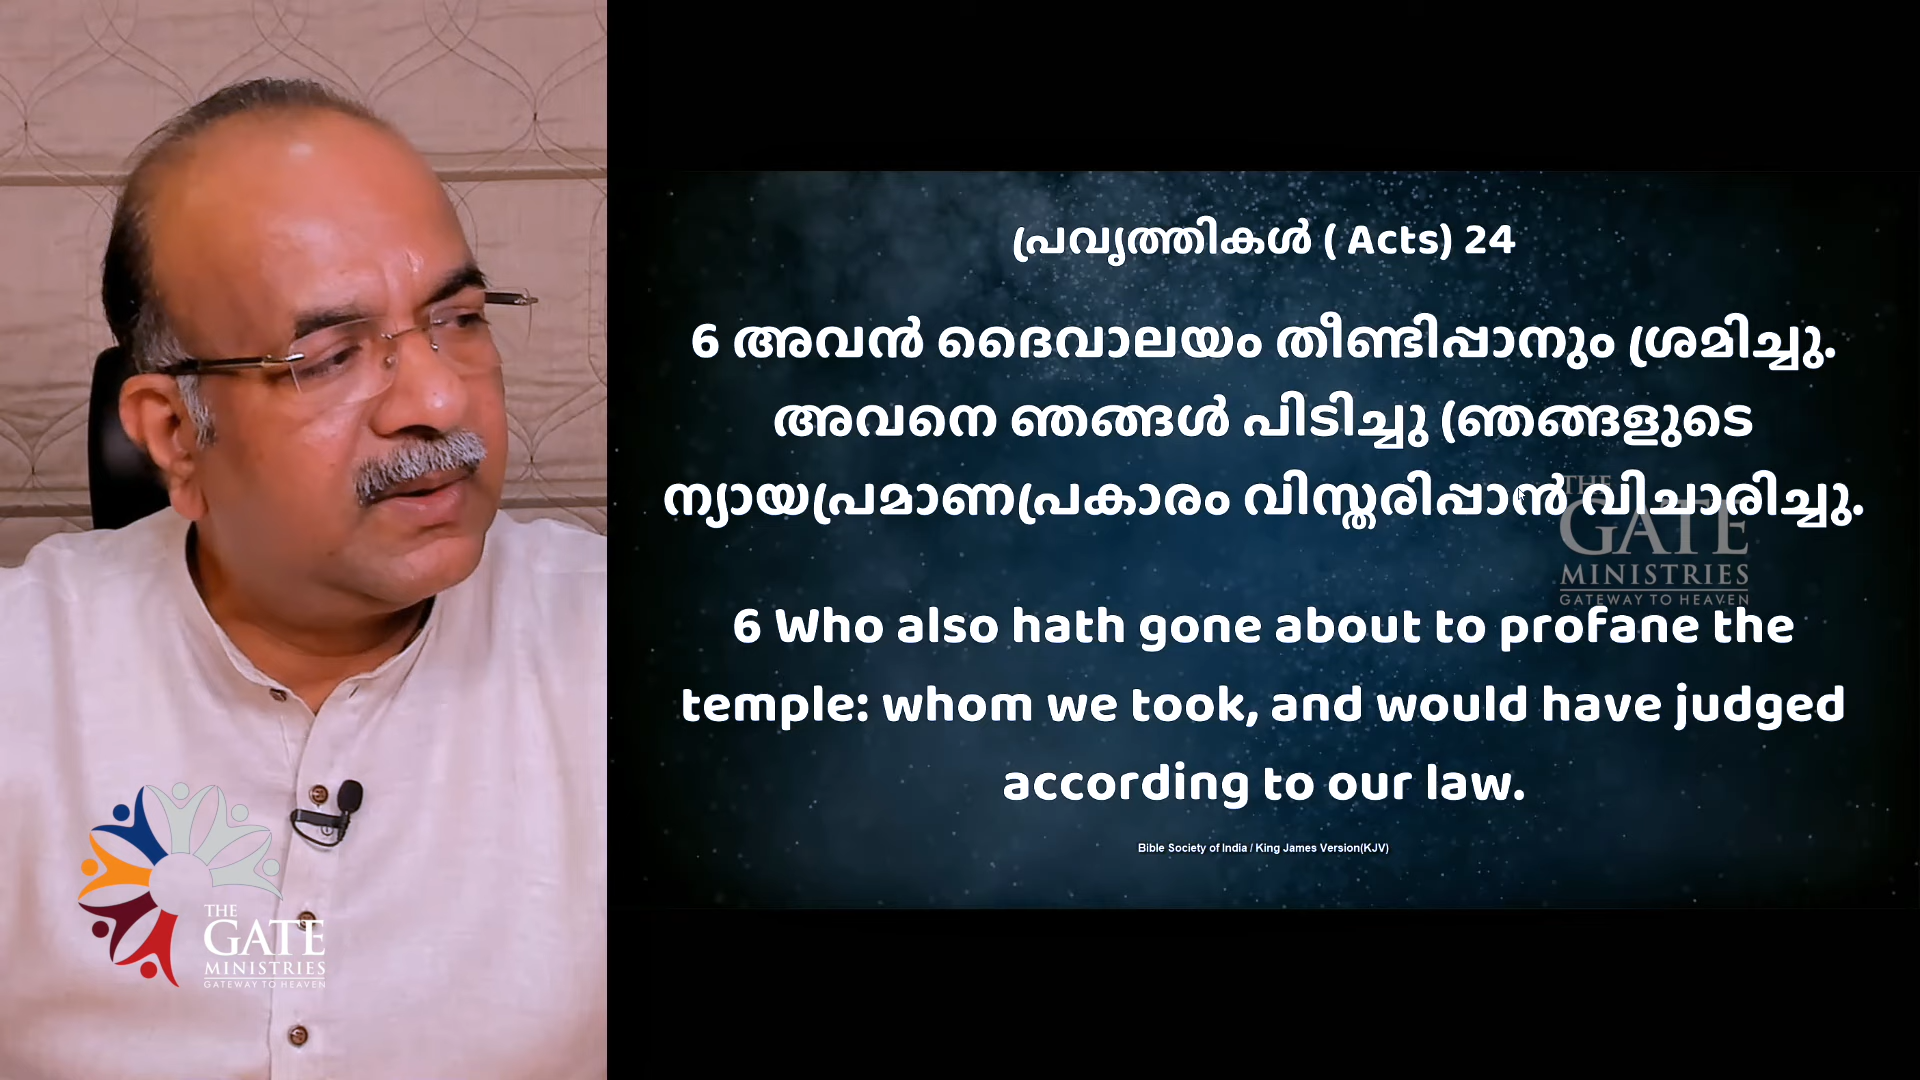 പ്രവൃത്തികൾ ( Acts) 24
6 അവൻ ദൈവാലയം തീണ്ടിപ്പാനും ശ്രമിച്ചു.
അവനെ ഞങ്ങൾ പിടിച്ചു (ഞങ്ങളുടെ
ന്യായപ്രമാണപ്രകാരം വിസ്തരിപ്പാൻ വിചാരിച്ചു.
THE
GATE
MINISTRIES
GATEWAY TO HEAVEN
6 Who also hath gone about to profane the
temple: whom we took, and would have judged
according to our law.
Bible Society of India / King James Version(KJV)
THE
GATE
MINISTRIES
GATEWAY TO HEAVEN